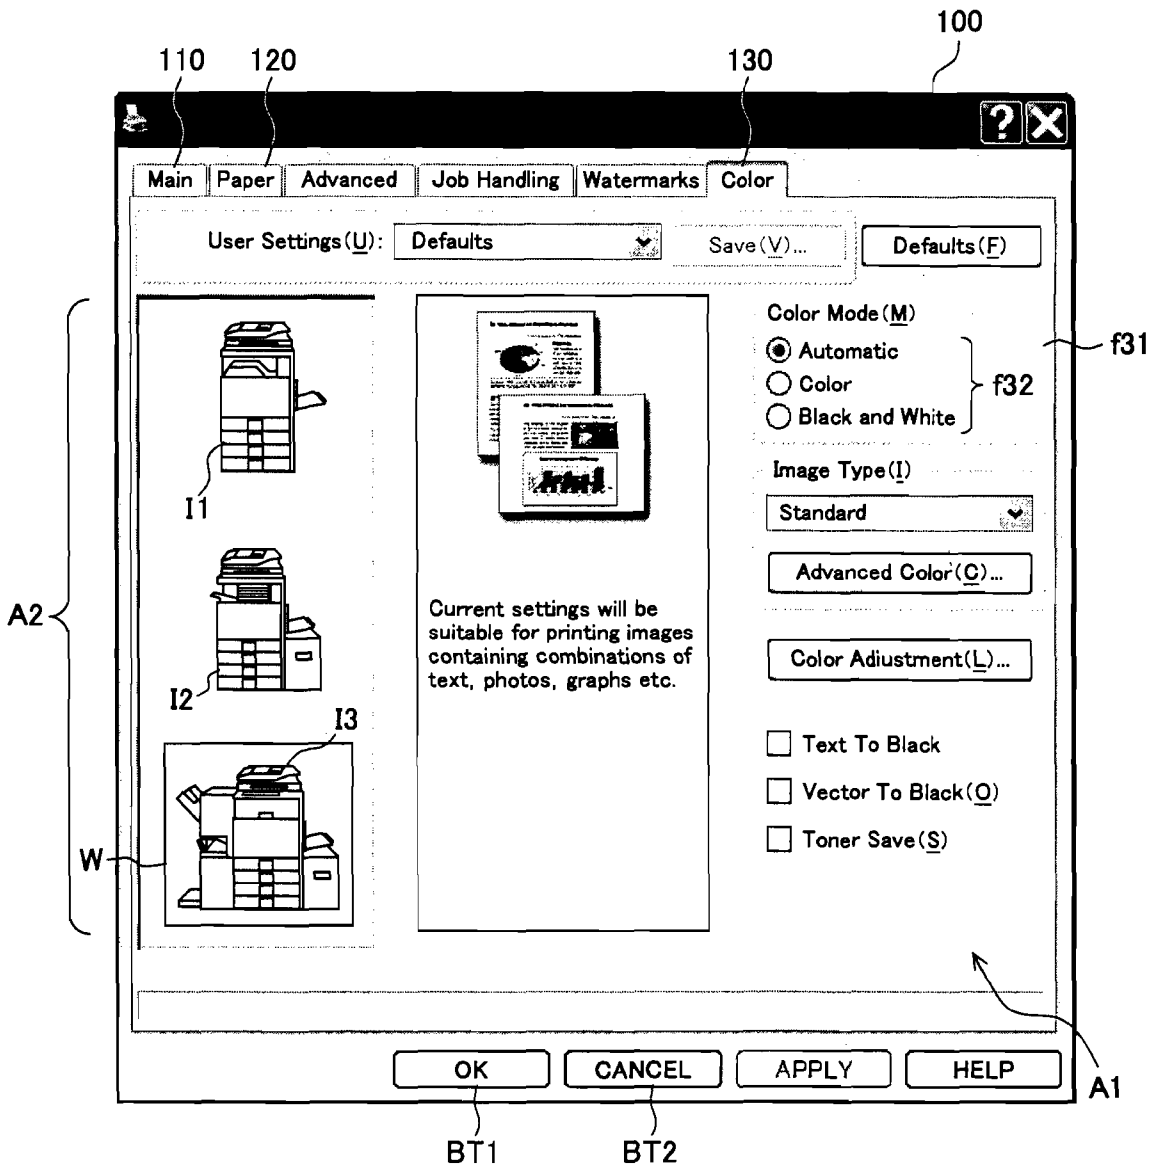 100
110 120 130
?
Main Paper Advanced Job Handling Watermarks Color
User Settings(U): Defaults Save(V)... Defaults(F)
Color Mode(M)
Automatic
Color
Black and White
f32
f31
Image Type(I)
Standard
Advanced Color(C)...
Color Adiustment(L)...
Text To Black
Vector To Black(O)
Toner Save(S)
I1
A2
I2
I3
W
Current settings will be
suitable for printing images
containing combinations of
text, photos, graphs etc.
OK CANCEL APPLY HELP
A1
BT1 BT2